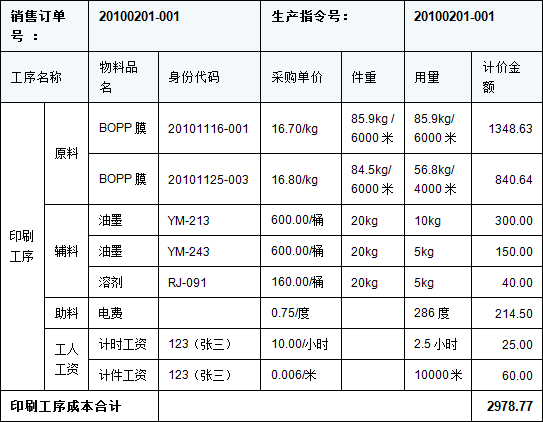 销售订单号 ： 20100201-001 生产指令号： 20100201-001
工序名称 物料品名 身份代码 采购单价 件重 用量 计价金额
印刷工序 原料 BOPP 膜 20101116-001 16.70/kg 85.9kg / 6000 米 85.9kg/ 6000 米 1348.63
BOPP 膜 20101125-003 16.80/kg 84.5kg/ 6000 米 56.8kg/ 4000 米 840.64
辅料 油墨 YM-213 600.00/桶 20kg 10kg 300.00
油墨 YM-243 600.00/桶 20kg 5kg 150.00
溶剂 RJ-091 160.00/桶 20kg 5kg 40.00
助料 电费 0.75/度 286 度 214.50
工人工资 计时工资 123（张三） 10.00/小时 2.5 小时 25.00
计件工资 123（张三） 0.006/米 10000 米 60.00
印刷工序成本合计 2978.77